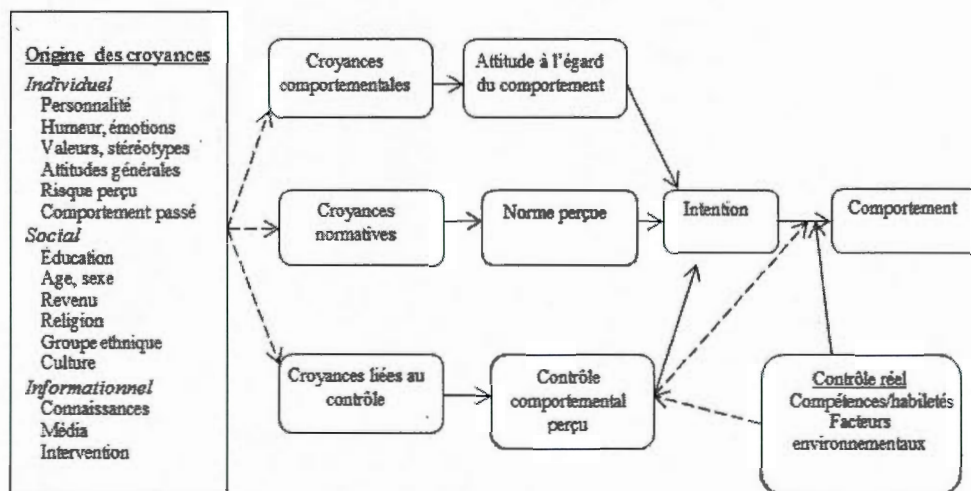 Origine des croyances
Individuel
Personnalité
Humeur, émotions
Valeurs, stéréotypes
Attitudes générales
Risque perçu
Comportement passé
Social
Éducation
Age, sexe
Revenu
Religion
Groupe ethnique
Culture
Informationnel
Connaissances
Média
Intervention
Croyances
comportementales
Attitude à l'égard
du comportement
Croyances
normatives
Norme perçue
Intention
Comportement
Croyances liées au
contrôle
Contrôle
comportemental
perçu
Contrôle réel
Compétences/habiletés
Facteurs
environnementaux